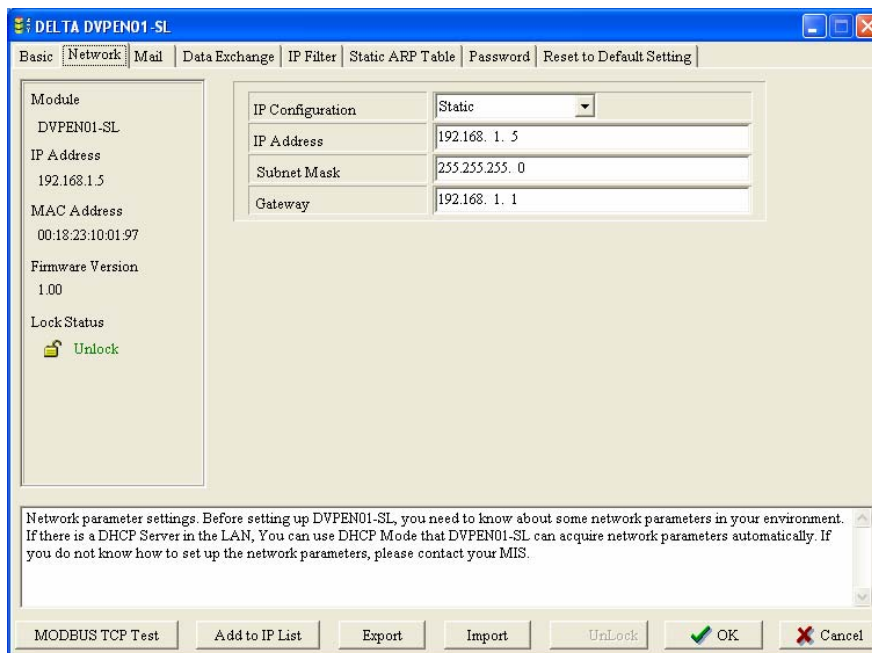 DELTA DVPEN01-SL
Basic Network Mail Data Exchange IP Filter Static ARP Table Password Reset to Default Setting
Module
DVPEN01-SL
IP Address
192.168.1.5
MAC Address
00:18:23:10:01:97
Firmware Version
1.00
Lock Status
Unlock
IP Configuration Static
IP Address 192.168. 1. 5
Subnet Mask 255.255.255. 0
Gateway 192.168. 1. 1
Network parameter settings. Before setting up DVPEN01-SL, you need to know about some network parameters in your environment.
If there is a DHCP Server in the LAN, You can use DHCP Mode that DVPEN01-SL can acquire network parameters automatically. If
you do not know how to set up the network parameters, please contact your MIS.
MODBUS TCP Test Add to IP List Export Import UnLock OK Cancel